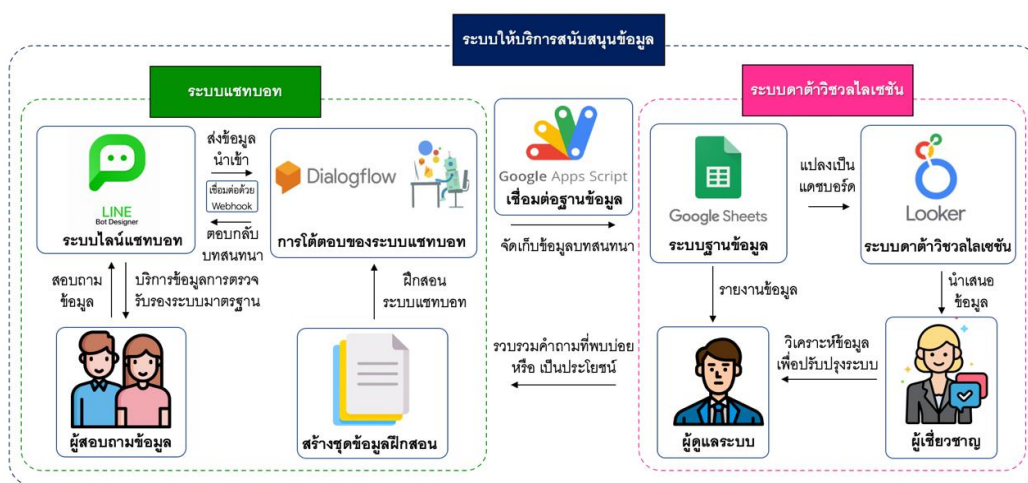 ระบบให้บริการสนับสนุนข้อมูล
ระบบแชทบอท
ระบบดาต้าวิชวลไลเซชัน
LINE
Bot Designer
ระบบไลน์แชทบอท
ส่งข้อมูล
นำเข้า
เชื่อมต่อด้วย
Webhook
ตอบกลับ
บทสนทนา
Dialogflow
การโต้ตอบของระบบแชทบอท
Google Apps Script
เชื่อมต่อฐานข้อมูล
จัดเก็บข้อมูลบทสนทนา
Google Sheets
ระบบฐานข้อมูล
แปลงเป็น
แดชบอร์ด
Looker
ระบบดาต้าวิชวลไลเซชัน
สอบถาม
ข้อมูล
บริการข้อมูลการตรวจ
รับรองระบบมาตรฐาน
ฝึกสอน
ระบบแชทบอท
รายงานข้อมูล
นำเสนอ
ข้อมูล
ผู้สอบถามข้อมูล
สร้างชุดข้อมูลฝึกสอน
รวบรวมคำถามที่พบบ่อย
หรือ เป็นประโยชน์
ผู้ดูแลระบบ
วิเคราะห์ข้อมูล
เพื่อปรับปรุงระบบ
ผู้เชี่ยวชาญ